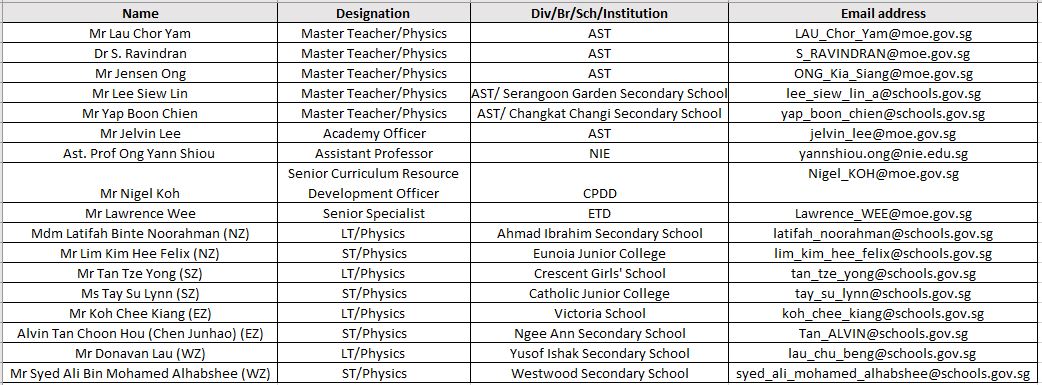 Name Designation Div/Br/Sch/Institution Email address
Mr Lau Chor Yam Master Teacher/Physics AST LAU_Chor_Yam@moe.gov.sg
Dr S. Ravindran Master Teacher/Physics AST S_RAVINDRAN@moe.gov.sg
Mr Jensen Ong Master Teacher/Physics AST ONG_Kia_Siang@moe.gov.sg
Mr Lee Siew Lin Master Teacher/Physics AST/ Serangoon Garden Secondary School lee_siew_lin_a@schools.gov.sg
Mr Yap Boon Chien Master Teacher/Physics AST/ Changkat Changi Secondary School yap_boon_chien@schools.gov.sg
Mr Jelvin Lee Academy Officer AST jelvin_lee@moe.gov.sg
Ast. Prof Ong Yann Shiou Assistant Professor NIE yannshiou.ong@nie.edu.sg
Senior Curriculum Resource Nigel_KOH@moe.gov.sg
Mr Nigel Koh Development Officer CPDD
Mr Lawrence Wee Senior Specialist ETD Lawrence_WEE@moe.gov.sg
Mdm Latifah Binte Noorahman (NZ) LT/Physics Ahmad Ibrahim Secondary School latifah_noorahman@schools.gov.sg
Mr Lim Kim Hee Felix (NZ) ST/Physics Eunoia Junior College lim_kim_hee_felix@schools.gov.sg
Mr Tan Tze Yong (SZ) LT/Physics Crescent Girls' School tan_tze_yong@schools.gov.sg
Ms Tay Su Lynn (SZ) ST/Physics Catholic Junior College tay_su_lynn@schools.gov.sg
Mr Koh Chee Kiang (EZ) LT/Physics Victoria School koh_chee_kiang@schools.gov.sg
Alvin Tan Choon Hou (Chen Junhao) (EZ) ST/Physics Ngee Ann Secondary School Tan_ALVIN@schools.gov.sg
Mr Donavan Lau (WZ) LT/Physics Yusof Ishak Secondary School lau_chu_beng@schools.gov.sg
Mr Syed Ali Bin Mohamed Alhabshee (WZ) ST/Physics Westwood Secondary School syed_ali_mohamed_alhabshee@schools.gov.sg